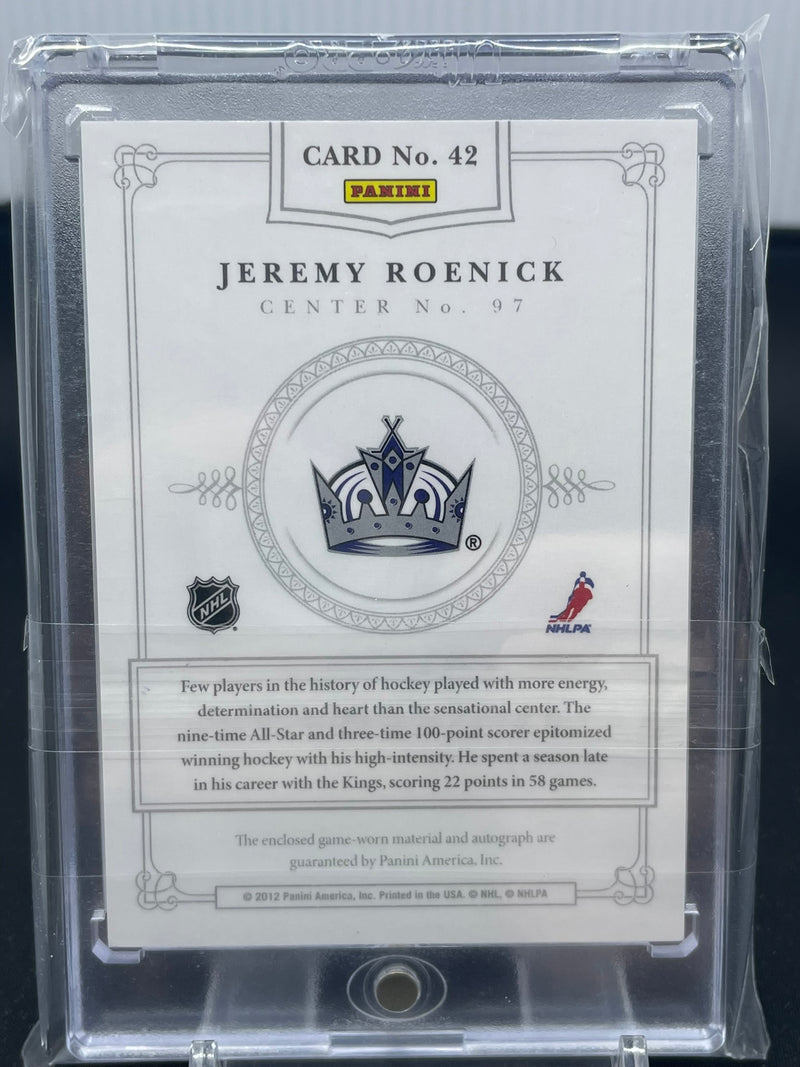 CARD No. 42
PANINI
JEREMY ROENICK
CENTER No. 97
®
NHL
NHLPA
Few players in the history of hockey played with more energy,
determination and heart than the sensational center. The
nine-time All-Star and three-time 100-point scorer epitomized
winning hockey with his high-intensity. He spent a season late
in his career with the Kings, scoring 22 points in 58 games.
The enclosed game-worn material and autograph are
guaranteed by Panini America, Inc.
© 2012 Panini America, Inc. Printed in the USA. © NHL, © NHLPA